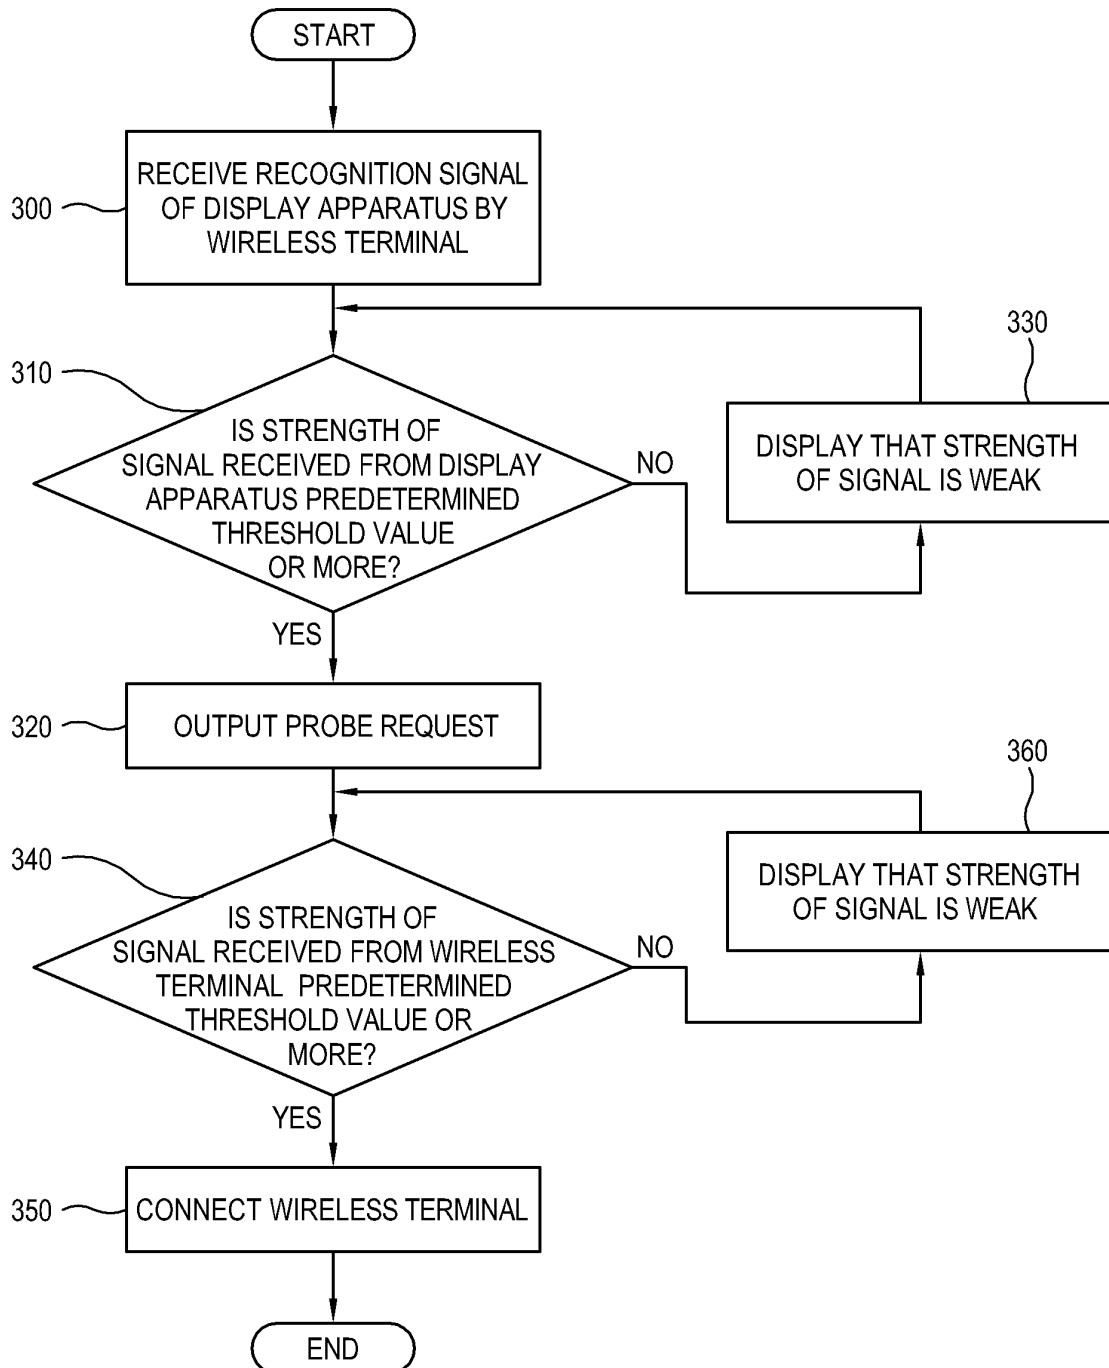 START
300
RECEIVE RECOGNITION SIGNAL
OF DISPLAY APPARATUS BY
WIRELESS TERMINAL
310
IS STRENGTH OF
SIGNAL RECEIVED FROM DISPLAY
APPARATUS PREDETERMINED
THRESHOLD VALUE
OR MORE?
NO
330
DISPLAY THAT STRENGTH
OF SIGNAL IS WEAK
YES
320
OUTPUT PROBE REQUEST
340
IS STRENGTH OF
SIGNAL RECEIVED FROM WIRELESS
TERMINAL PREDETERMINED
THRESHOLD VALUE OR
MORE?
NO
360
DISPLAY THAT STRENGTH
OF SIGNAL IS WEAK
YES
350
CONNECT WIRELESS TERMINAL
END